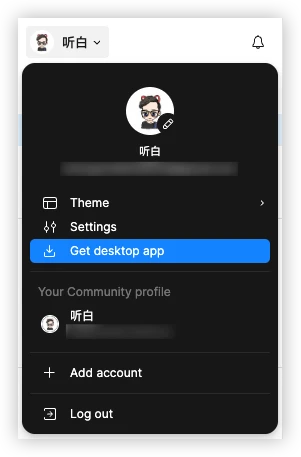 听白
听白
Theme
Settings
Get desktop app
Your Community profile
听白
Add account
Log out